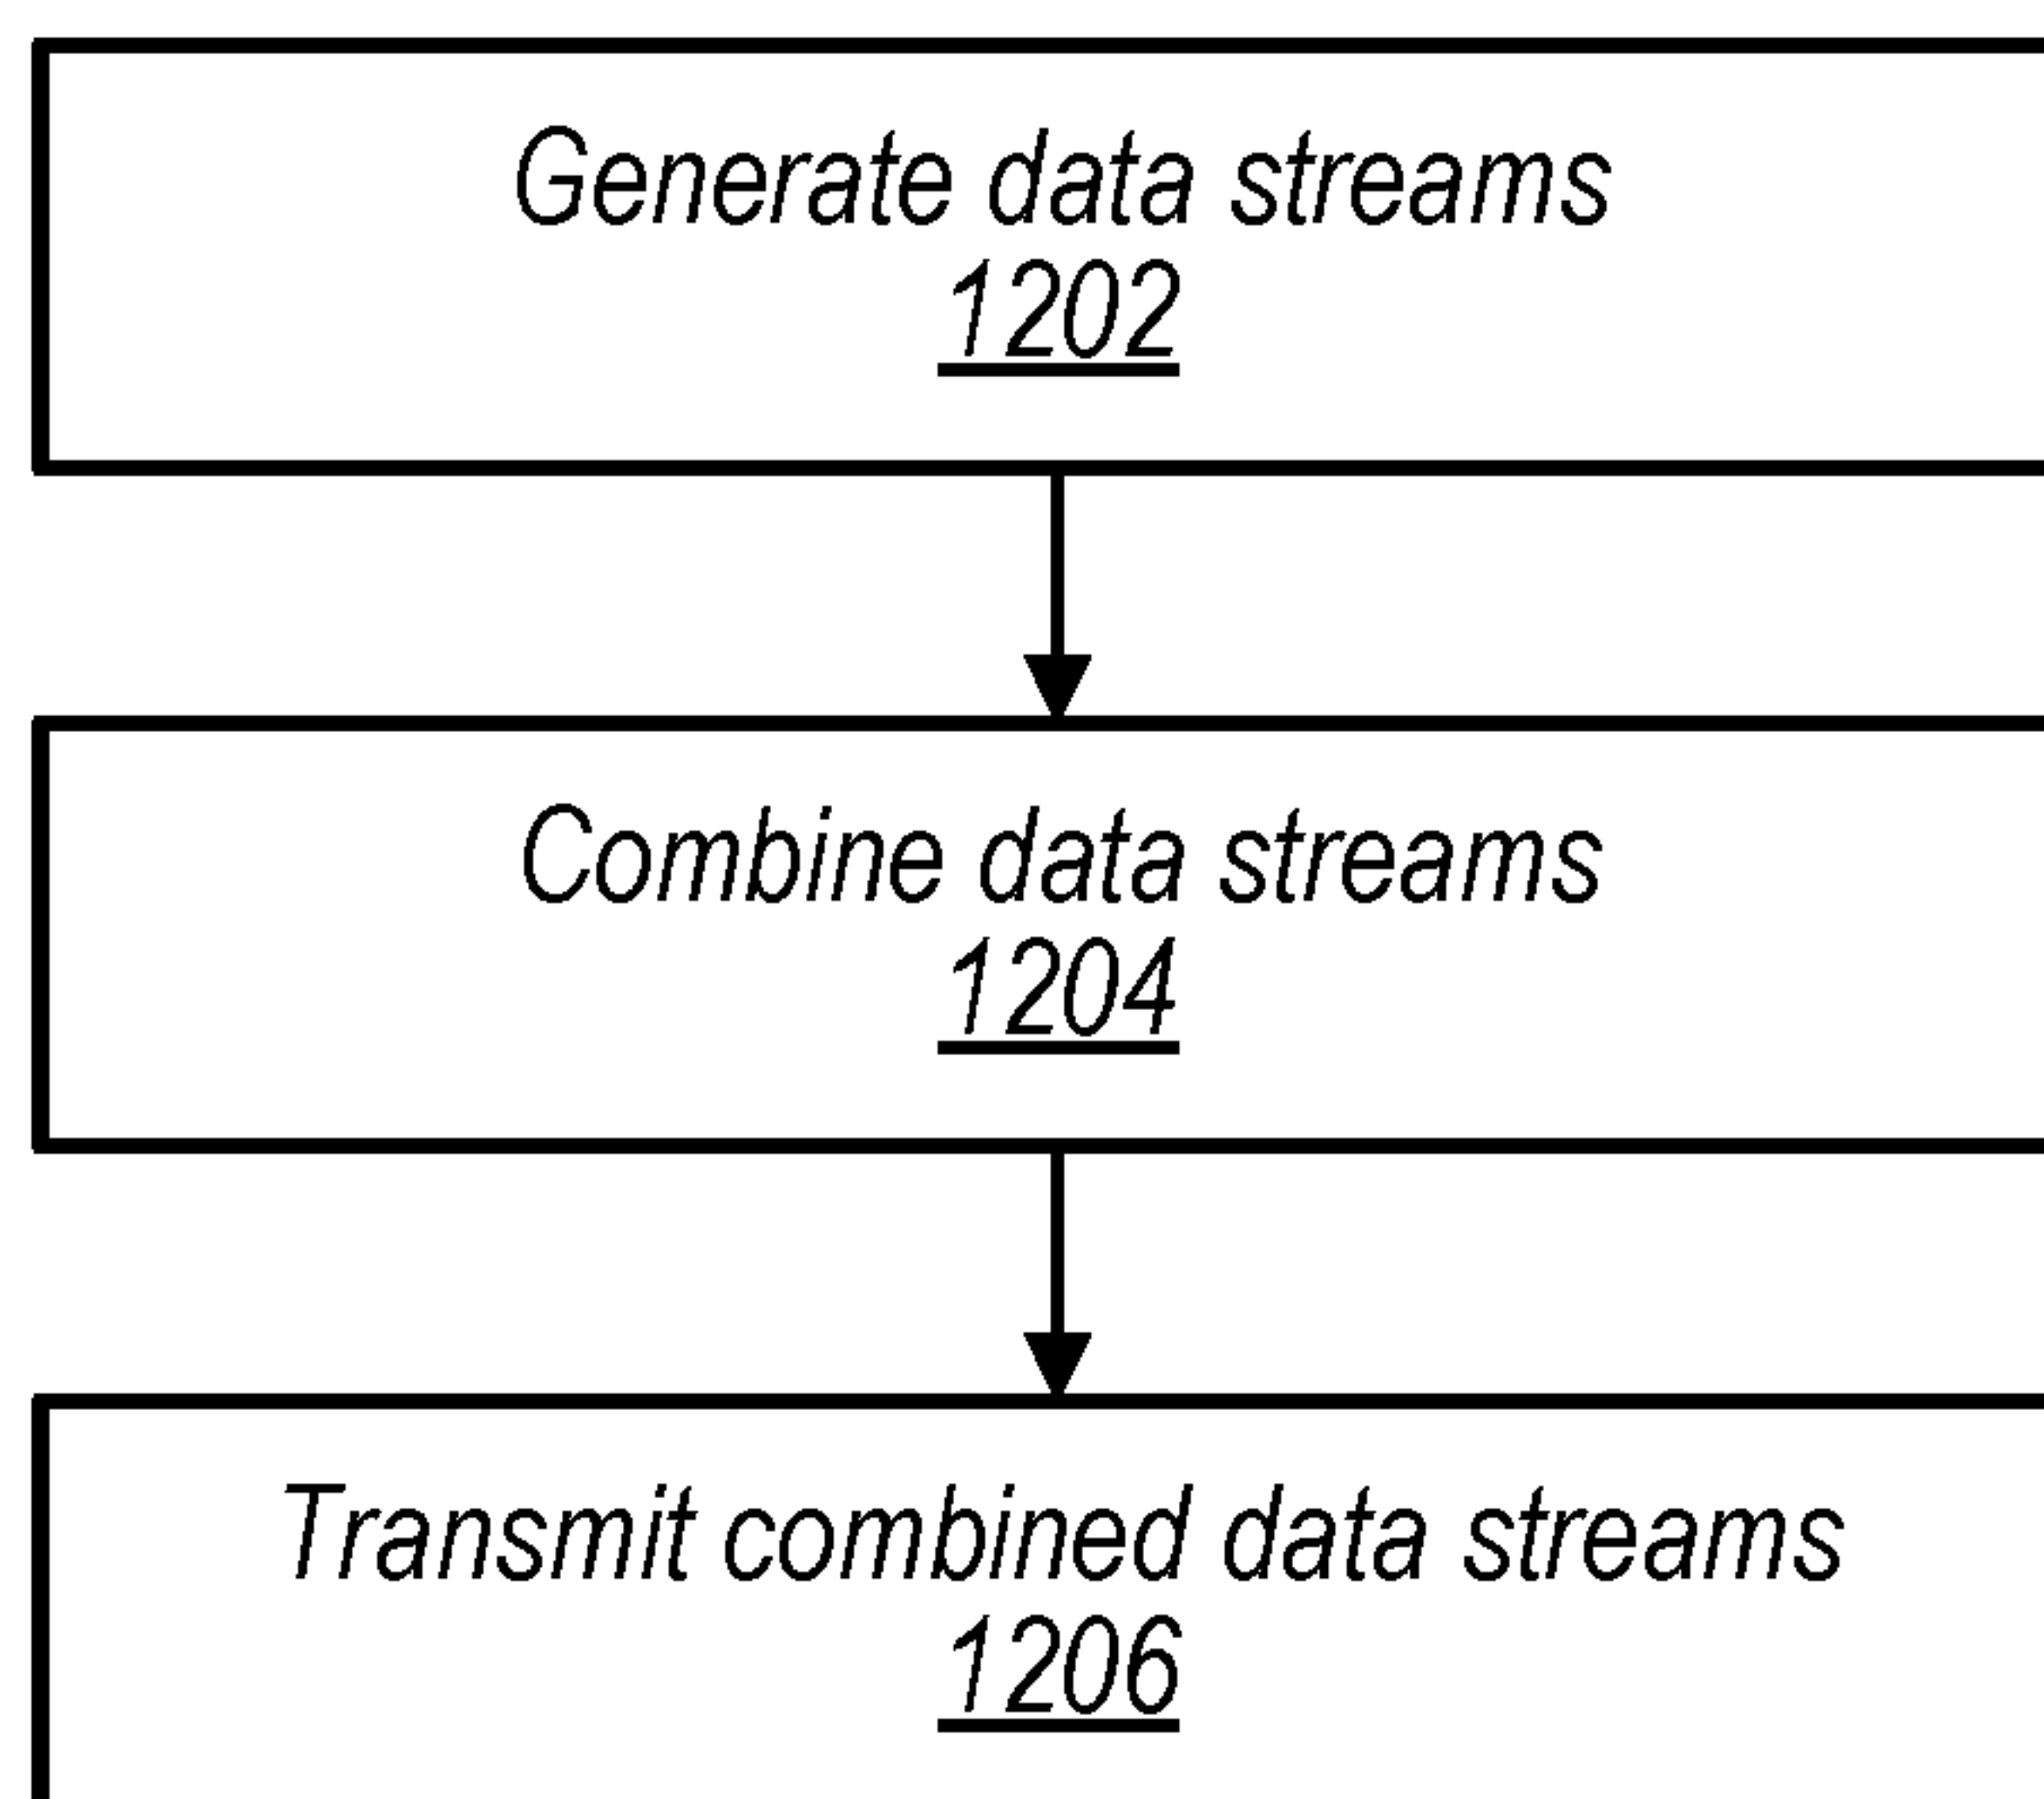 Generate data streams
1202
Combine data streams
1204
Transmit combined data streams
1206